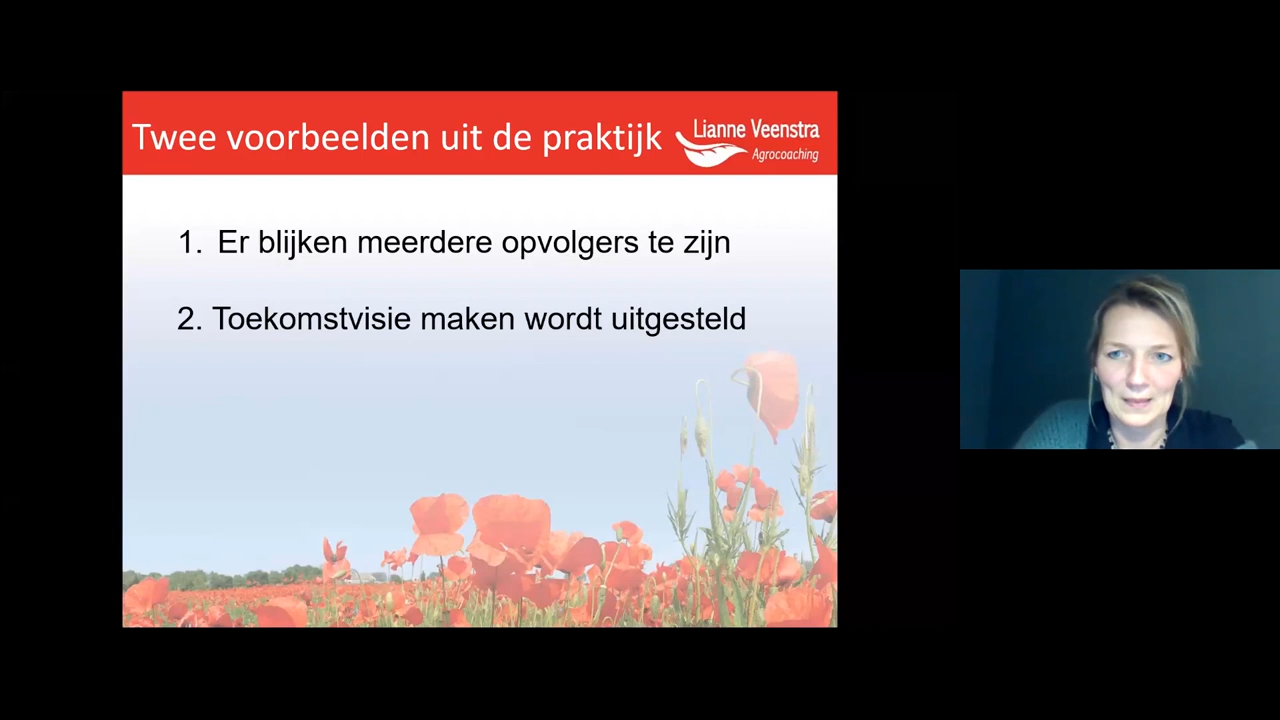 Twee voorbeelden uit de praktijk
Lianne Veenstra
Agrocoaching
1. Er blijken meerdere opvolgers te zijn
2. Toekomstvisie maken wordt uitgesteld